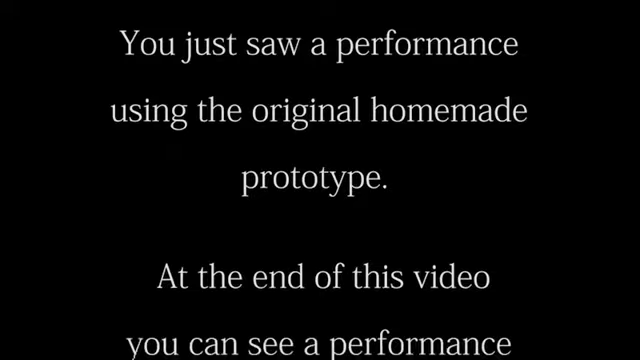 You just saw a performance
using the original homemade
prototype.
At the end of this video
you can see a performance